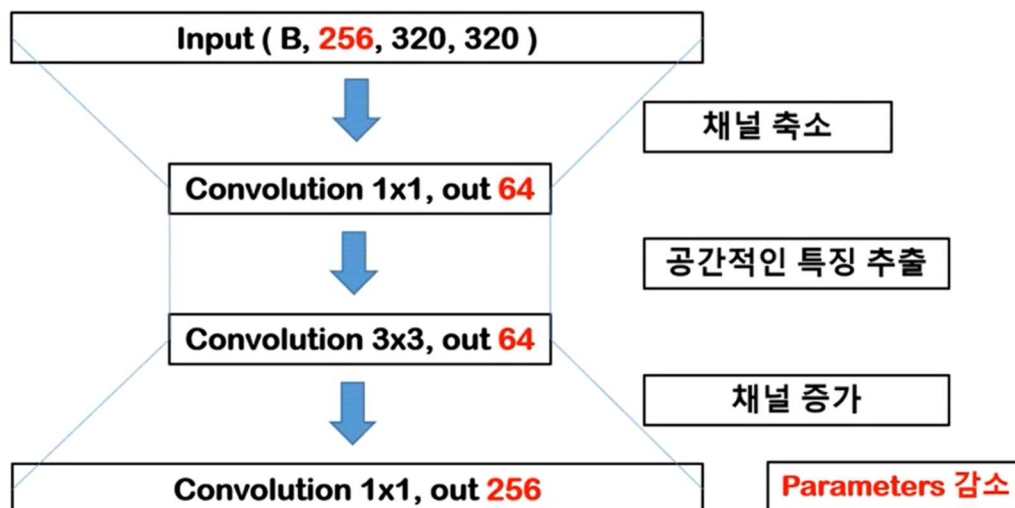 Input ( B, 256, 320, 320 )
채널 축소
Convolution 1x1, out 64
공간적인 특징 추출
Convolution 3x3, out 64
채널 증가
Convolution 1x1, out 256
Parameters 감소